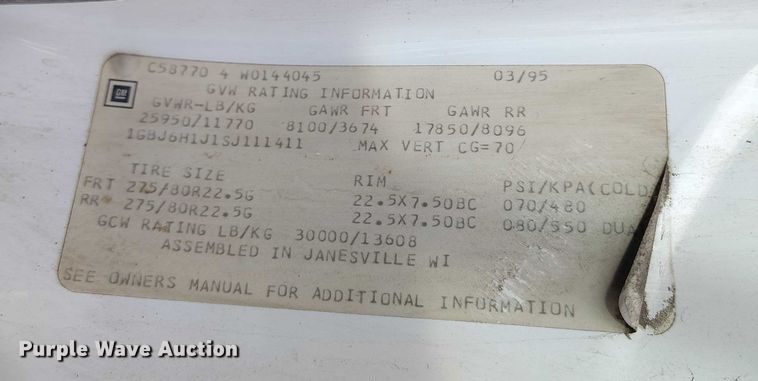 C58770 4 W0144045 03/95
GM
GVW RATING INFORMATION
GVWR-LB/KG GAWR FRT GAWR RR
25950/11770 8100/3674 17850/8096
1GBJ6H1J1SJ111411 MAX VERT CG=70
TIRE SIZE RIM PSI/KPA(COLD
FRT 275/80R22.5G 22.5X7.50BC 070/480
RR 275/80R22.5G 22.5X7.50BC 080/550 DUA
GCW RATING LB/KG 30000/13608
ASSEMBLED IN JANESVILLE WI
SEE OWNERS MANUAL FOR ADDITIONAL INFORMATION
Purple Wave Auction